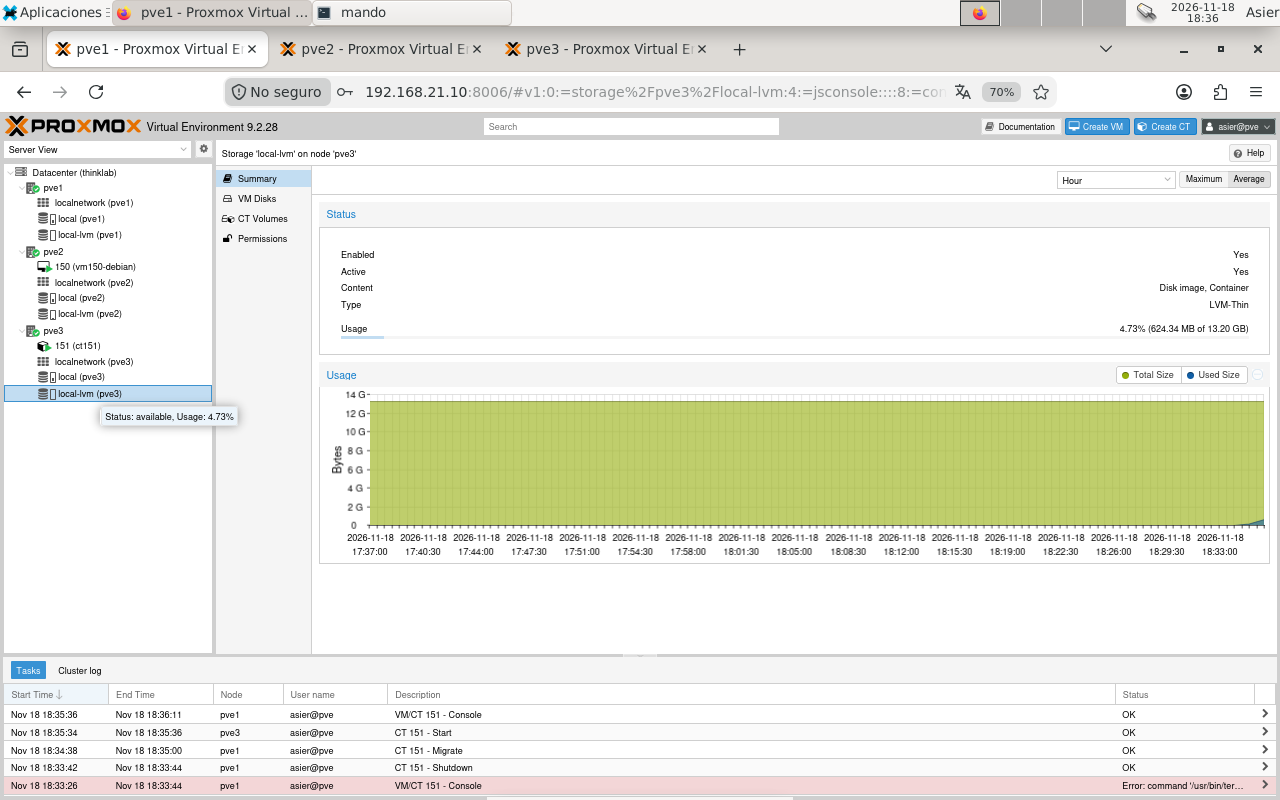 Aplicaciones
pve1 - Proxmox Virtual ...
mando
2026-11-18
18:36
Asier
pve1 - Proxmox Virtual E
pve2 - Proxmox Virtual E
pve3 - Proxmox Virtual E
No seguro
192.168.21.10:8006/#v1:0:=storage%2Fpve3%2Flocal-lvm:4:=jsconsole::::8:=con
70%
PROXMOX
Virtual Environment 9.2.28
Search
Documentation
Create VM
Create CT
asier@pve
Server View
Storage 'local-lvm' on node 'pve3'
Help
Datacenter (thinklab)
pve1
localnetwork (pve1)
local (pve1)
local-lvm (pve1)
pve2
150 (vm150-debian)
localnetwork (pve2)
local (pve2)
local-lvm (pve2)
pve3
151 (ct151)
localnetwork (pve3)
local (pve3)
local-lvm (pve3)
Status: available, Usage: 4.73%
Summary
VM Disks
CT Volumes
Permissions
Hour
Maximum
Average
Status
Enabled Yes
Active Yes
Content Disk image, Container
Type LVM-Thin
Usage 4.73% (624.34 MB of 13.20 GB)
Usage
Total Size
Used Size
Bytes
14 G
12 G
10 G
8 G
6 G
4 G
2 G
0
2026-11-18 2026-11-18 2026-11-18 2026-11-18 2026-11-18 2026-11-18 2026-11-18 2026-11-18 2026-11-18 2026-11-18 2026-11-18 2026-11-18 2026-11-18 2026-11-18 2026-11-18 2026-11-18 2026-11-18
17:37:00 17:40:30 17:44:00 17:47:30 17:51:00 17:54:30 17:58:00 18:01:30 18:05:00 18:08:30 18:12:00 18:15:30 18:19:00 18:22:30 18:26:00 18:29:30 18:33:00
Tasks
Cluster log
Start Time End Time Node User name Description Status
Nov 18 18:35:36 Nov 18 18:36:11 pve1 asier@pve VM/CT 151 - Console OK
Nov 18 18:35:34 Nov 18 18:35:36 pve3 asier@pve CT 151 - Start OK
Nov 18 18:34:38 Nov 18 18:35:00 pve1 asier@pve CT 151 - Migrate OK
Nov 18 18:33:42 Nov 18 18:33:44 pve1 asier@pve CT 151 - Shutdown OK
Nov 18 18:33:26 Nov 18 18:33:44 pve1 asier@pve VM/CT 151 - Console Error: command '/usr/bin/ter...